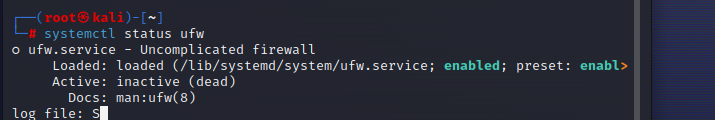 ┌──(root㉿kali)-[~]
└─# systemctl status ufw
○ ufw.service - Uncomplicated firewall
     Loaded: loaded (/lib/systemd/system/ufw.service; enabled; preset: enabl>
     Active: inactive (dead)
       Docs: man:ufw(8)
log file: S